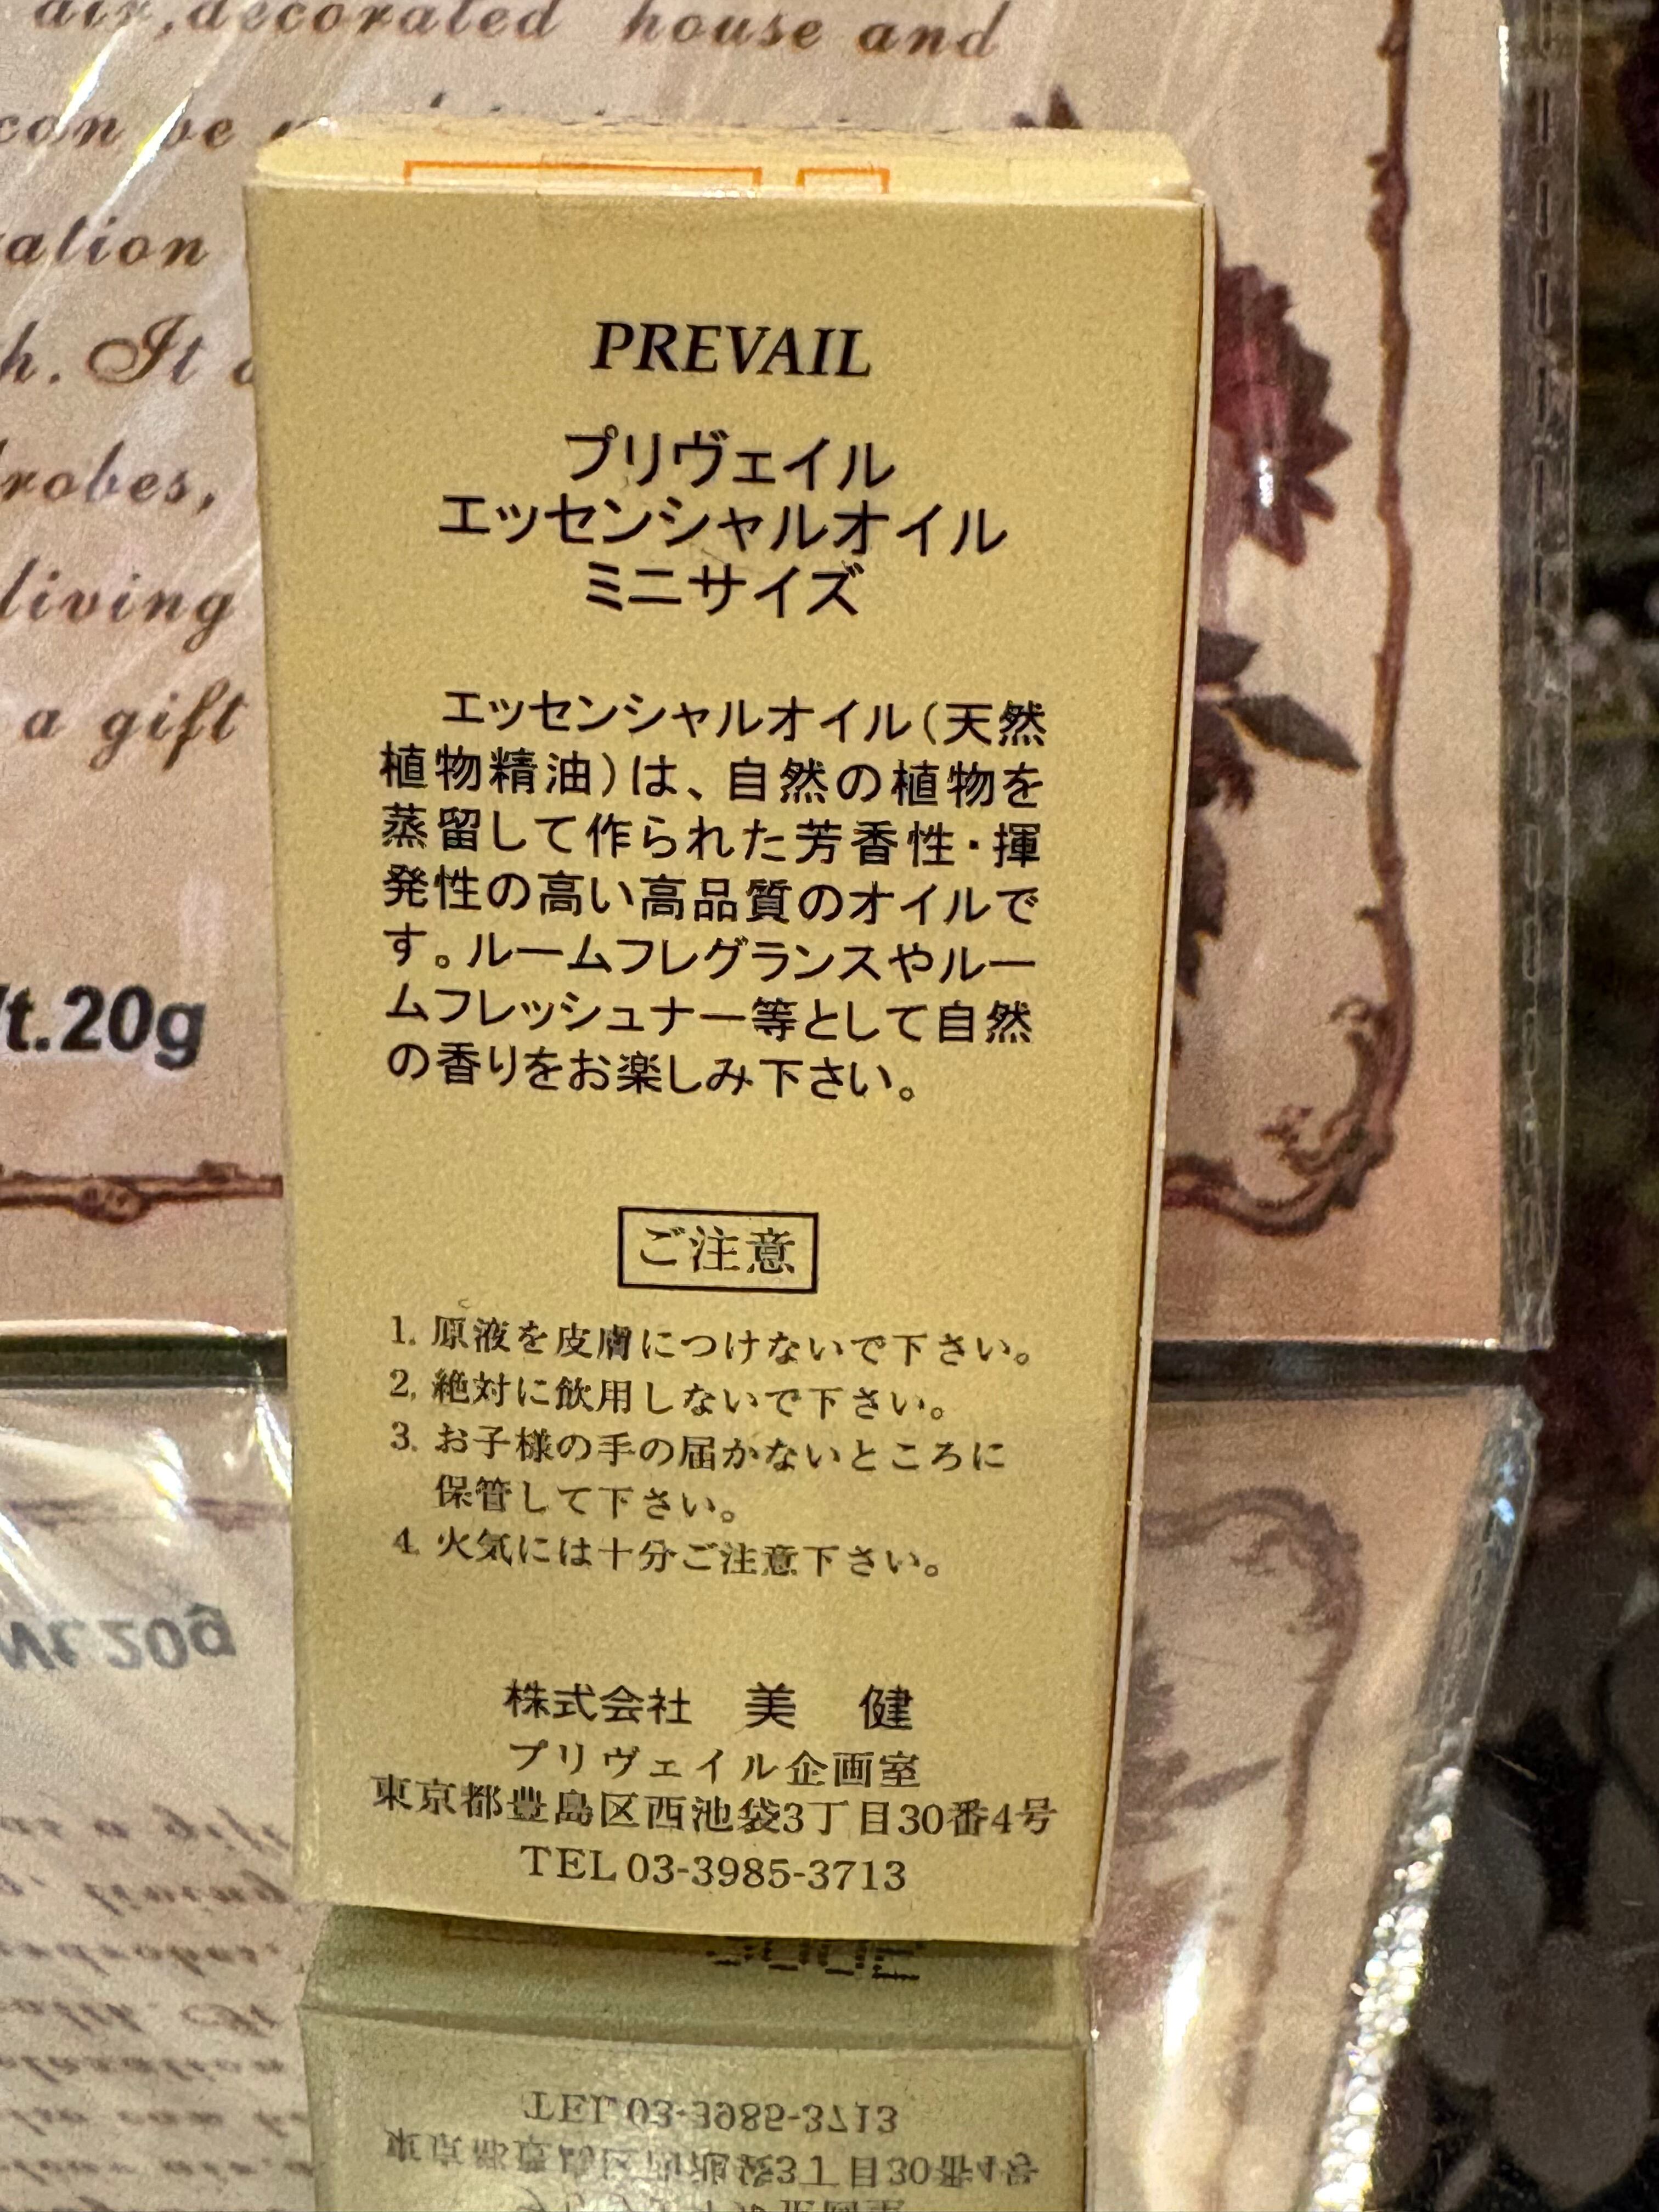 air,decorated house and
can be
ation
h. It
robes,
living
a gift
t.20g
PREVAIL
プリヴェイル
エッセンシャルオイル
ミニサイズ
エッセンシャルオイル(天然
植物精油)は、自然の植物を
蒸留して作られた芳香性・揮
発性の高い高品質のオイルで
す。ルームフレグランスやルー
ムフレッシュナー等として自然
の香りをお楽しみ下さい。
ご注意
1. 原液を皮膚につけないで下さい。
2. 絶対に飲用しないで下さい。
3. お子様の手の届かないところに
保管して下さい。
4. 火気には十分ご注意下さい。
株式会社 美 健
プリヴェイル企画室
東京都豊島区西池袋3丁目30番4号
TEL 03-3985-3713